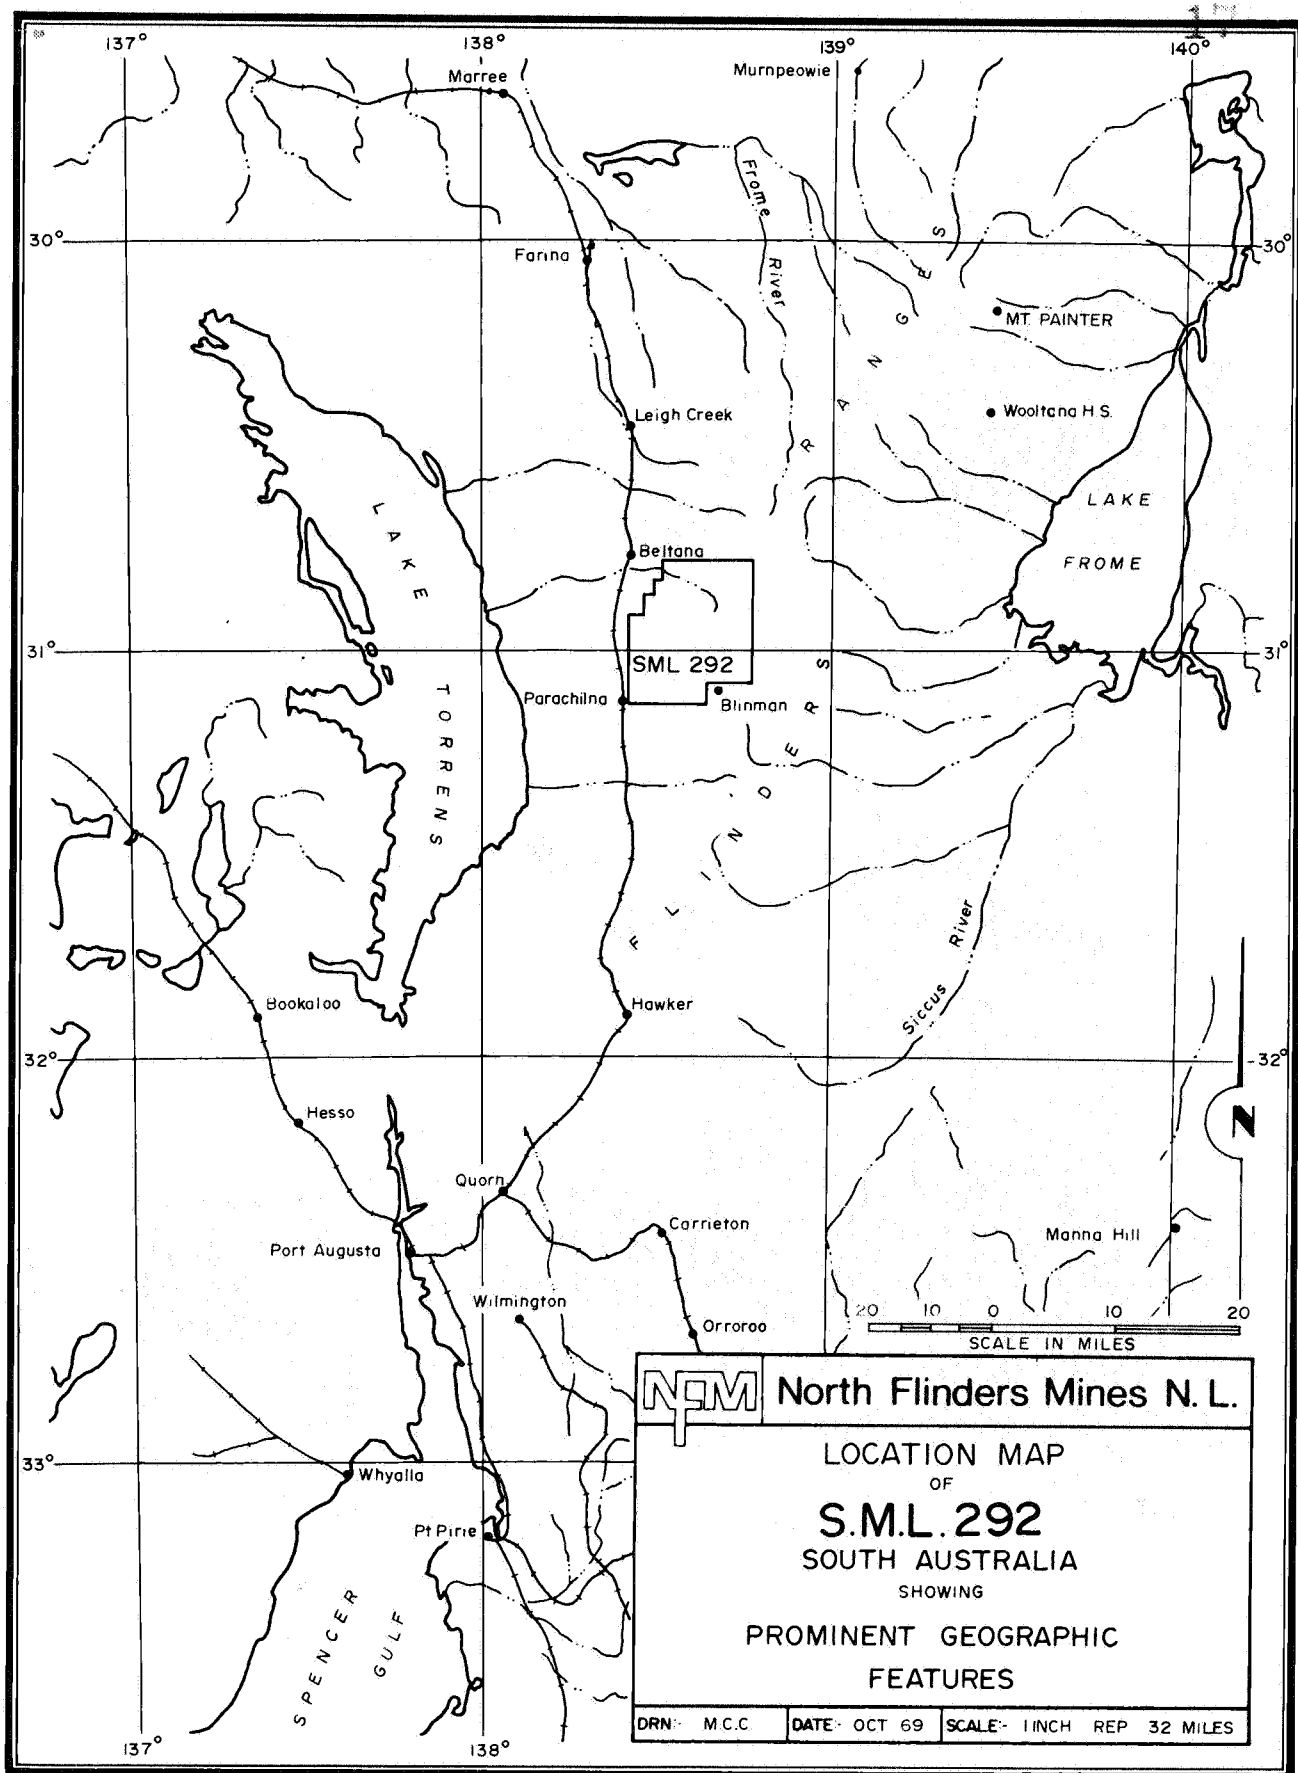 17
137° 138° 139° 140°
Marree
Murnpeowie
Frome River
30° 30°
Farina
MT. PAINTER
Leigh Creek
Wooltana H.S.
LAKE
FROME
LAKE TORRENS
Beltana
31° 31°
SML 292
Parachilna
Blinman
FLINDERS RANGES
Siccus River
Bookaloo
Hawker
32° 32°
Hesso
N
Quorn
Carrieton
Manna Hill
Port Augusta
Wilmington
Orroroo
20 10 0 10 20
SCALE IN MILES
33°
Whyalla
Pt Pirie
SPENCER
GULF
NFM
North Flinders Mines N. L.
LOCATION MAP
OF
S.M.L. 292
SOUTH AUSTRALIA
SHOWING
PROMINENT GEOGRAPHIC
FEATURES
DRN:- M.C.C. DATE:- OCT 69 SCALE:- 1 INCH REP 32 MILES
137° 138°